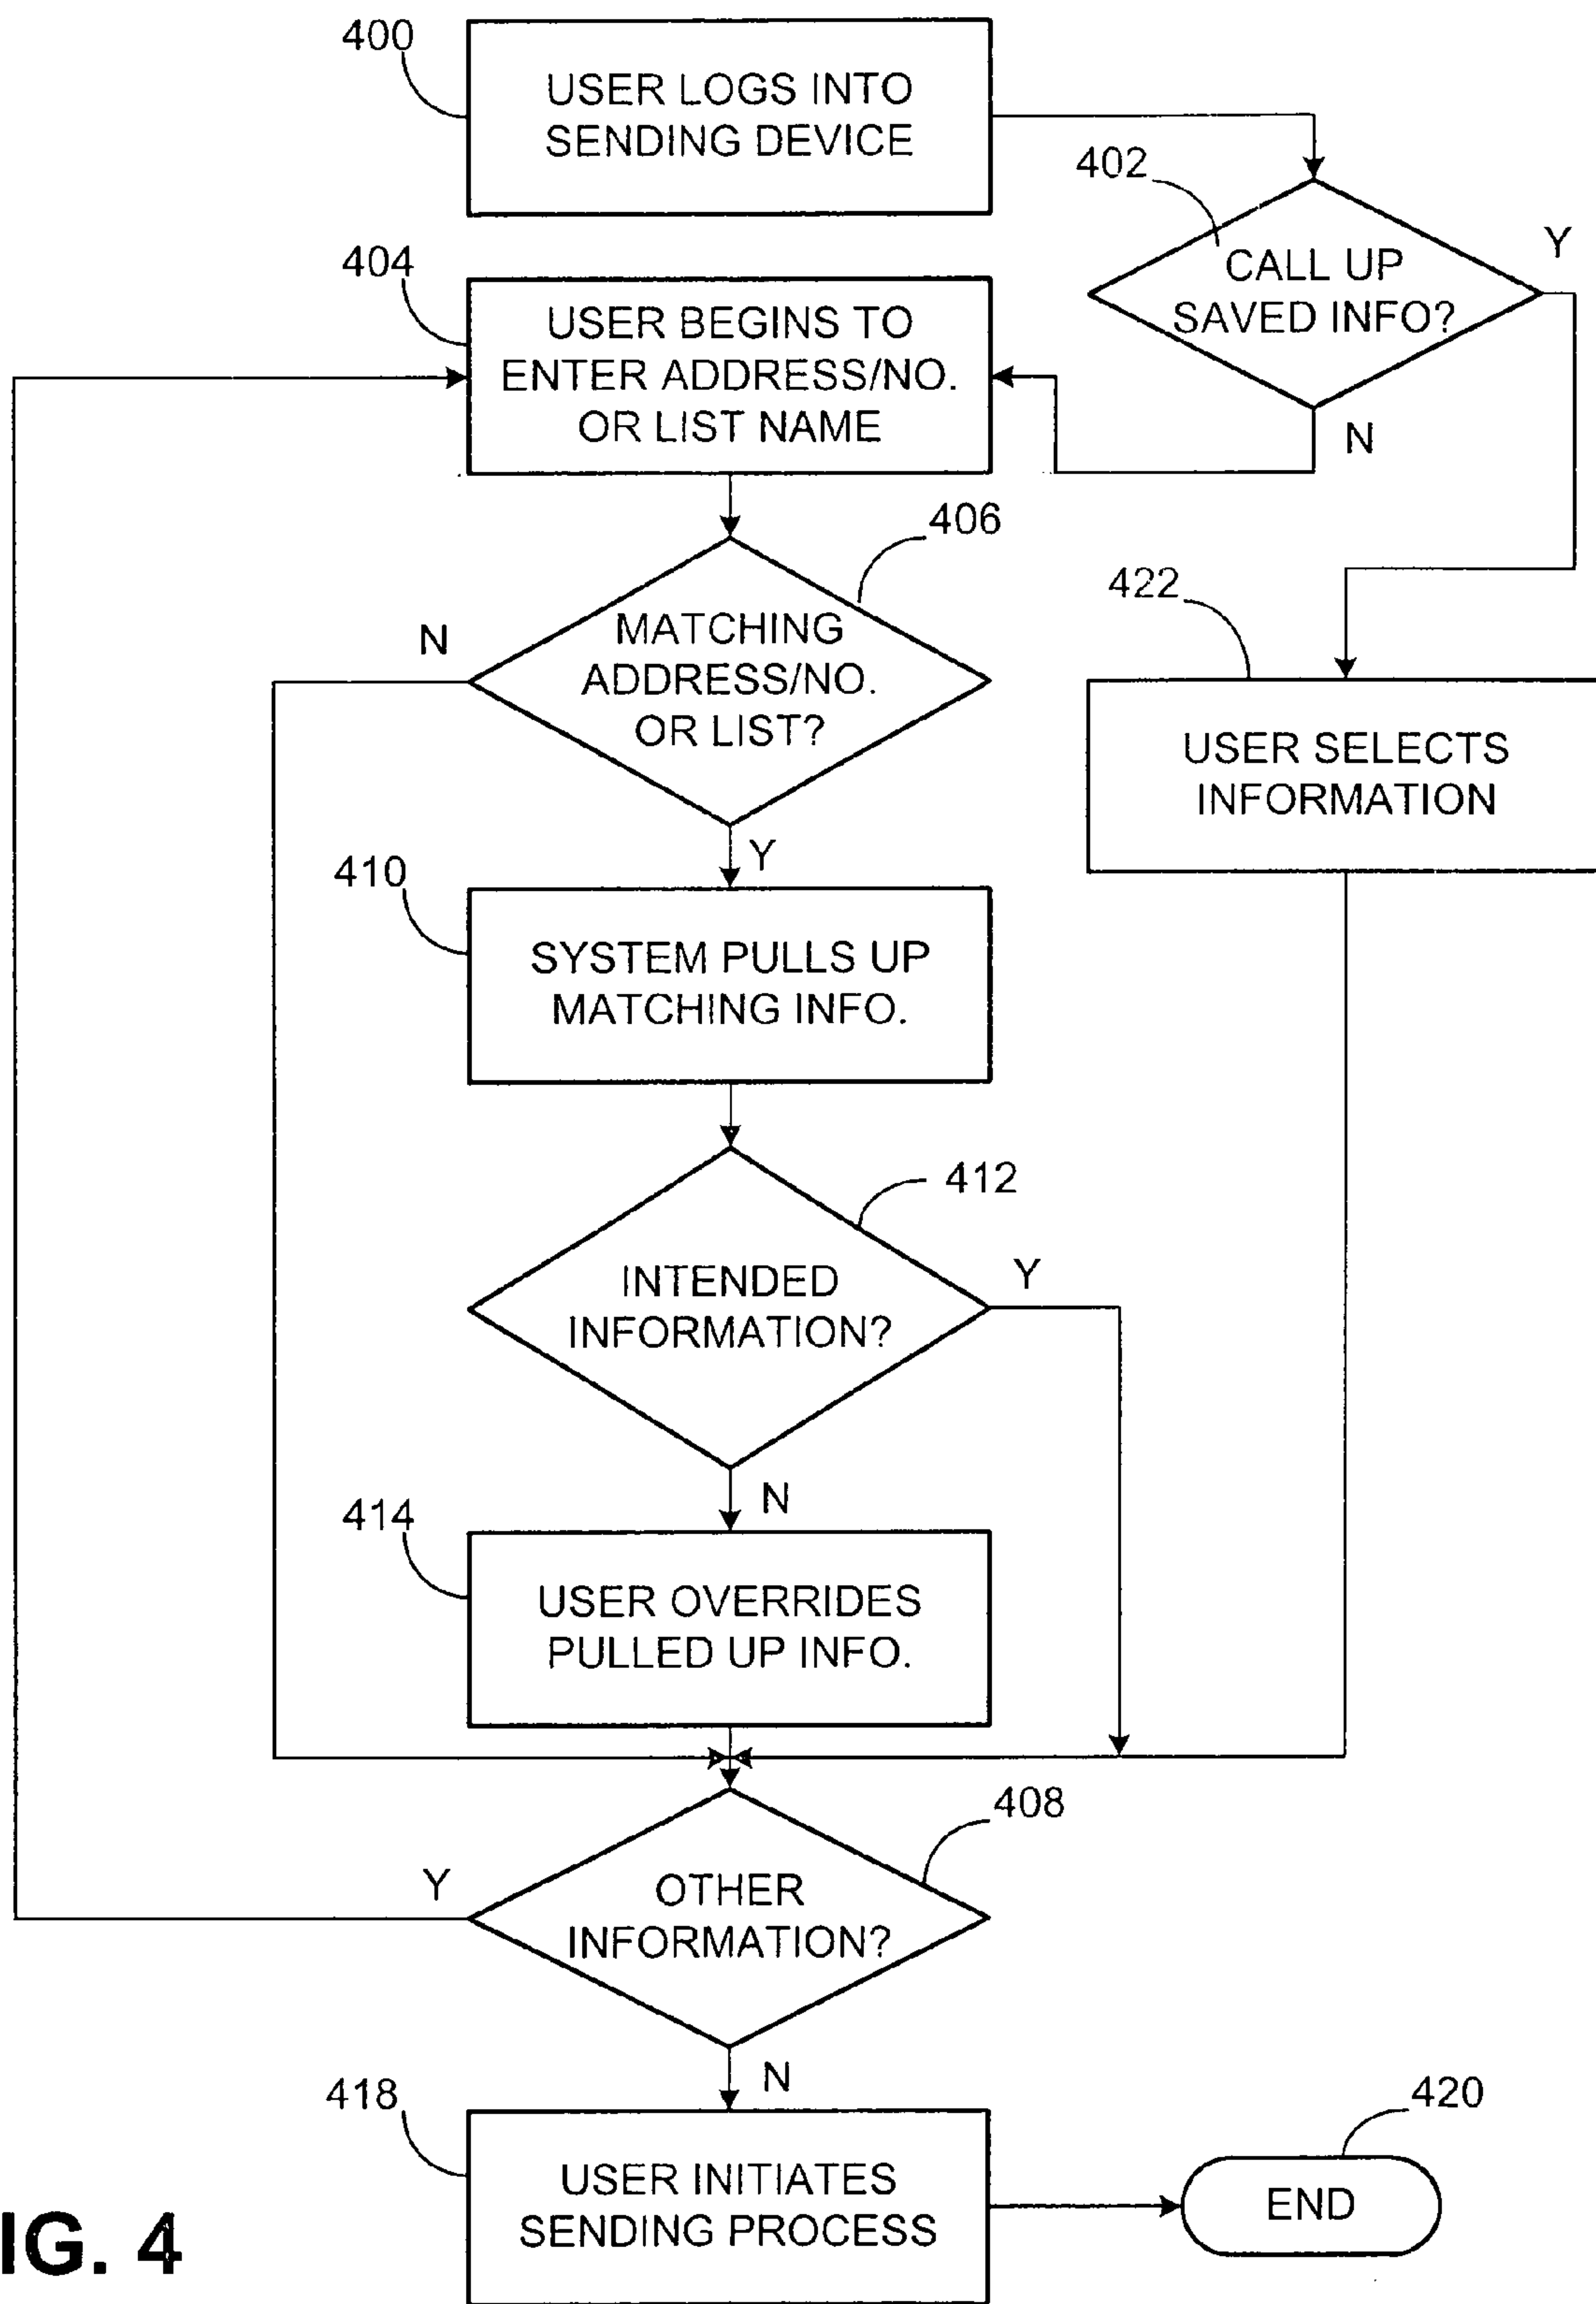 400
USER LOGS INTO
SENDING DEVICE
402
CALL UP
SAVED INFO?
Y
N
404
USER BEGINS TO
ENTER ADDRESS/NO.
OR LIST NAME
406
MATCHING
ADDRESS/NO.
OR LIST?
N
Y
422
USER SELECTS
INFORMATION
410
SYSTEM PULLS UP
MATCHING INFO.
412
INTENDED
INFORMATION?
Y
N
414
USER OVERRIDES
PULLED UP INFO.
408
OTHER
INFORMATION?
Y
N
418
USER INITIATES
SENDING PROCESS
420
END
IG. 4